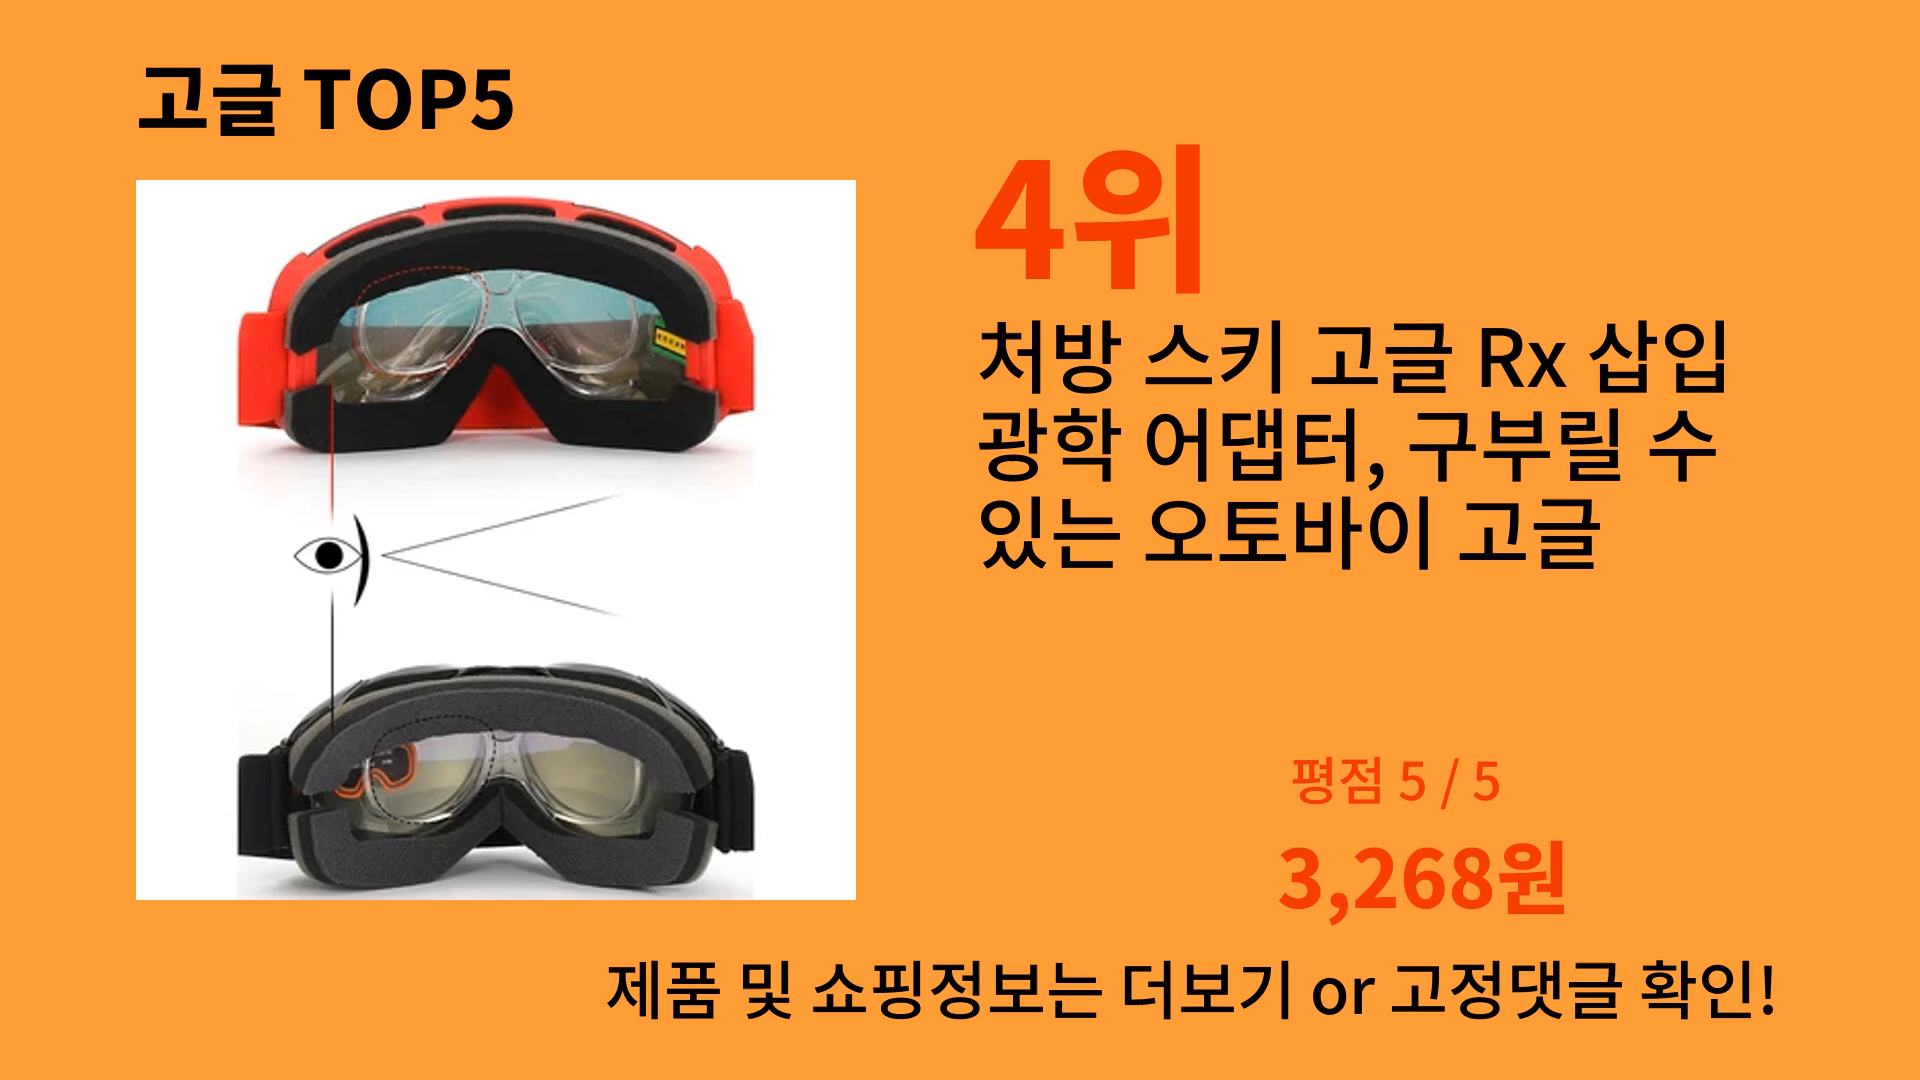 고글 TOP5
4위
처방 스키 고글 Rx 삽입
광학 어댑터, 구부릴 수
있는 오토바이 고글
평점 5 / 5
3,268원
제품 및 쇼핑정보는 더보기 or 고정댓글 확인!